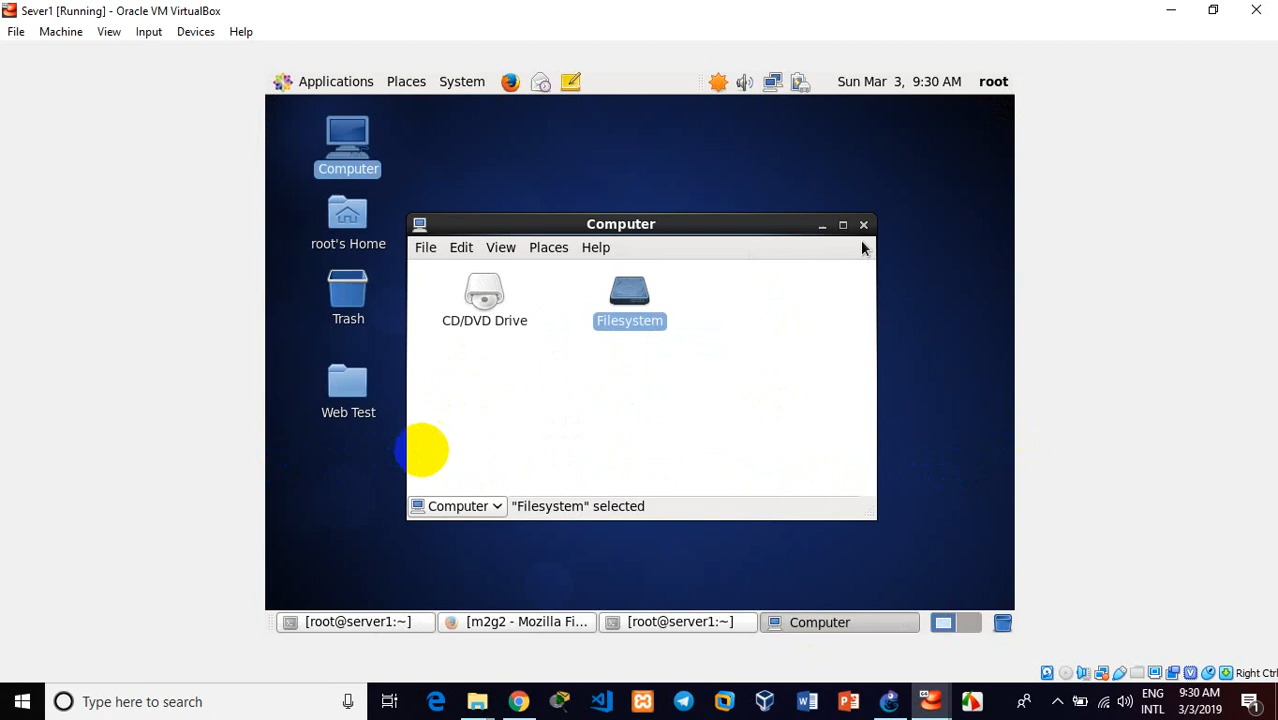 Sever1 [Running] - Oracle VM VirtualBox
File Machine View Input Devices Help
Applications Places System Sun Mar 3, 9:30 AM root
Computer
root's Home
Trash
Web Test
Computer
File Edit View Places Help
CD/DVD Drive Filesystem
Computer "Filesystem" selected
[root@server1:~] [m2g2 - Mozilla Fi... [root@server1:~] Computer
Right Ctrl
Type here to search
ENG 9:30 AM
INTL 3/3/2019